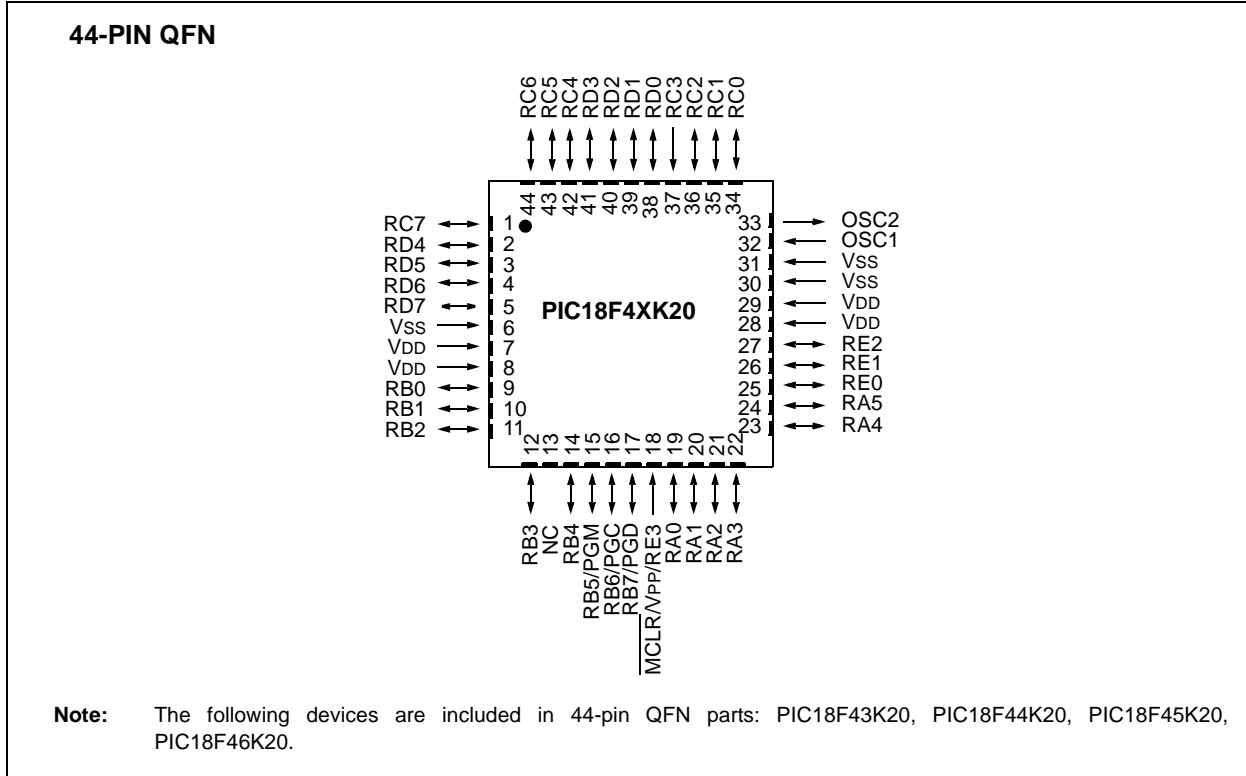 44-PIN QFN
RC6
RC5
RC4
RD3
RD2
RD1
RD0
RC3
RC2
RC1
RC0
44
43
42
41
40
39
38
37
36
35
34
RC7 1
RD4 2
RD5 3
RD6 4
RD7 5
VSS 6
VDD 7
VDD 8
RB0 9
RB1 10
RB2 11
PIC18F4XK20
33 OSC2
32 OSC1
31 VSS
30 VSS
29 VDD
28 VDD
27 RE2
26 RE1
25 RE0
24 RA5
23 RA4
12
13
14
15
16
17
18
19
20
21
22
RB3
NC
RB4
RB5/PGM
RB6/PGC
RB7/PGD
MCLR/VPP/RE3
RA0
RA1
RA2
RA3
Note: The following devices are included in 44-pin QFN parts: PIC18F43K20, PIC18F44K20, PIC18F45K20,
PIC18F46K20.